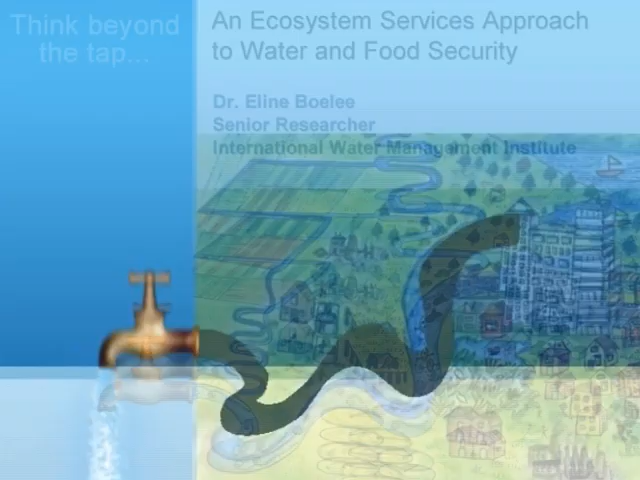 Think beyond
the tap...
An Ecosystem Services Approach
to Water and Food Security
Dr. Eline Boelee
Senior Researcher
International Water Management Institute